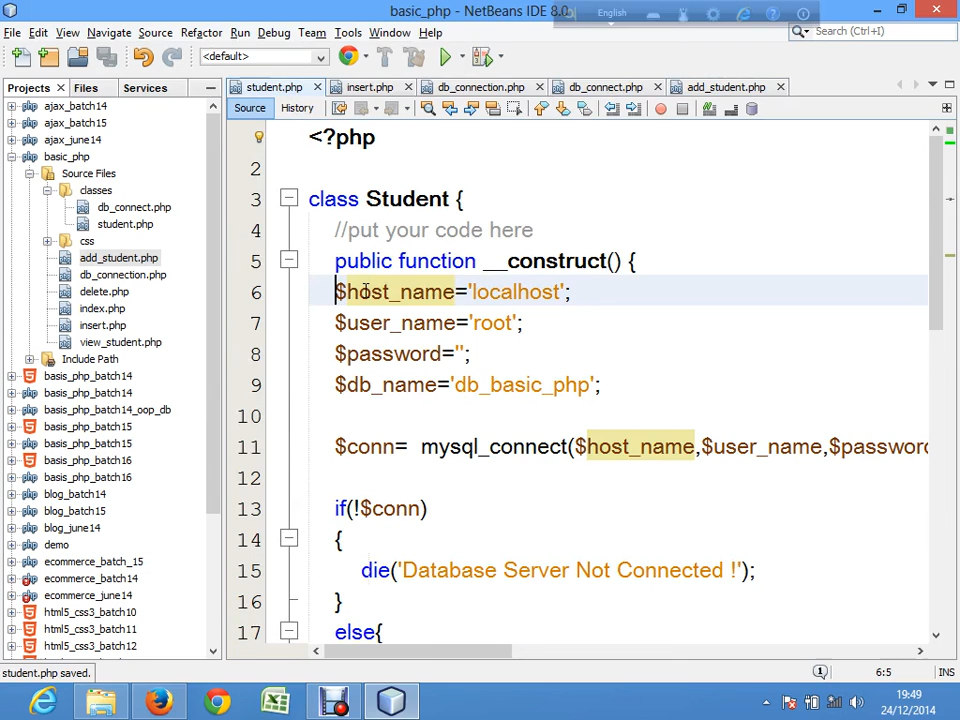 basic_php - NetBeans IDE 8.0
English
File Edit View Navigate Source Refactor Run Debug Team Tools Window Help
Search (Ctrl+I)
<default>
Projects Files Services
student.php insert.php db_connection.php db_connect.php add_student.php
Source History
ajax_batch14
ajax_batch15
ajax_june14
basic_php
Source Files
classes
db_connect.php
student.php
css
add_student.php
db_connection.php
delete.php
index.php
insert.php
view_student.php
Include Path
basis_php_batch14
basis_php_batch14
basis_php_batch14_oop_db
basis_php_batch15
basis_php_batch15
basis_php_batch16
basis_php_batch16
blog_batch14
blog_batch15
blog_june14
demo
ecommerce_batch_15
ecommerce_batch14
ecommerce_june14
html5_css3_batch10
html5_css3_batch11
html5_css3_batch12
<?php
2
3 class Student {
4 //put your code here
5 public function __construct() {
6 $host_name='localhost';
7 $user_name='root';
8 $password='';
9 $db_name='db_basic_php';
10
11 $conn= mysql_connect($host_name,$user_name,$password
12
13 if(!$conn)
14 {
15 die('Database Server Not Connected !');
16 }
17 else{
student.php saved.
6:5 INS
19:49
24/12/2014